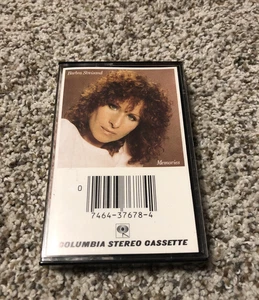 Barbra Streisand
Memories
0
7464-37678-4
COLUMBIA STEREO CASSETTE